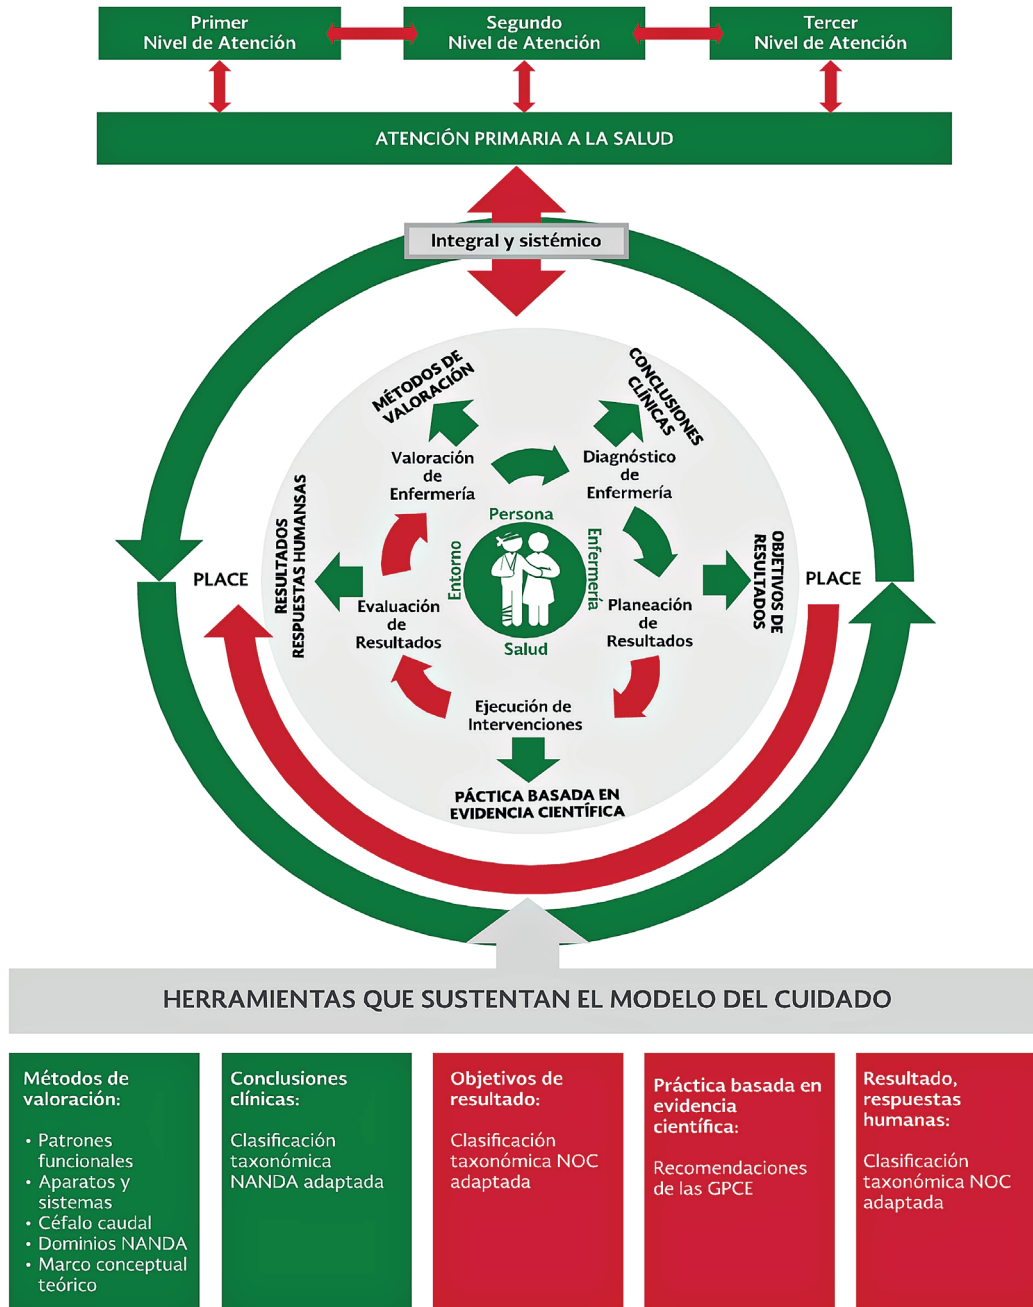 Primer
Nivel de Atención
Segundo
Nivel de Atención
Tercer
Nivel de Atención
ATENCIÓN PRIMARIA A LA SALUD
Integral y sistémico
MÉTODOS DE
VALORACIÓN
CONCLUSIONES
CLÍNICAS
Valoración
de
Enfermería
Diagnóstico
de
Enfermería
RESULTADOS
RESPUESTAS HUMANSAS
OBJETIVOS DE
RESULTADOS
Persona
Entorno
Enfermería
Salud
PLACE
PLACE
Evaluación
de
Resultados
Planeación
de
Resultados
Ejecución de
Intervenciones
PÁCTICA BASADA EN
EVIDENCIA CIENTÍFICA
HERRAMIENTAS QUE SUSTENTAN EL MODELO DEL CUIDADO
Métodos de
valoración:
• Patrones
funcionales
• Aparatos y
sistemas
• Céfalo caudal
• Dominios NANDA
• Marco conceptual
teórico
Conclusiones
clínicas:
Clasificación
taxonómica
NANDA adaptada
Objetivos de
resultado:
Clasificación
taxonómica NOC
adaptada
Práctica basada en
evidencia
científica:
Recomendaciones
de las GPCE
Resultado,
respuestas
humanas:
Clasificación
taxonómica NOC
adaptada